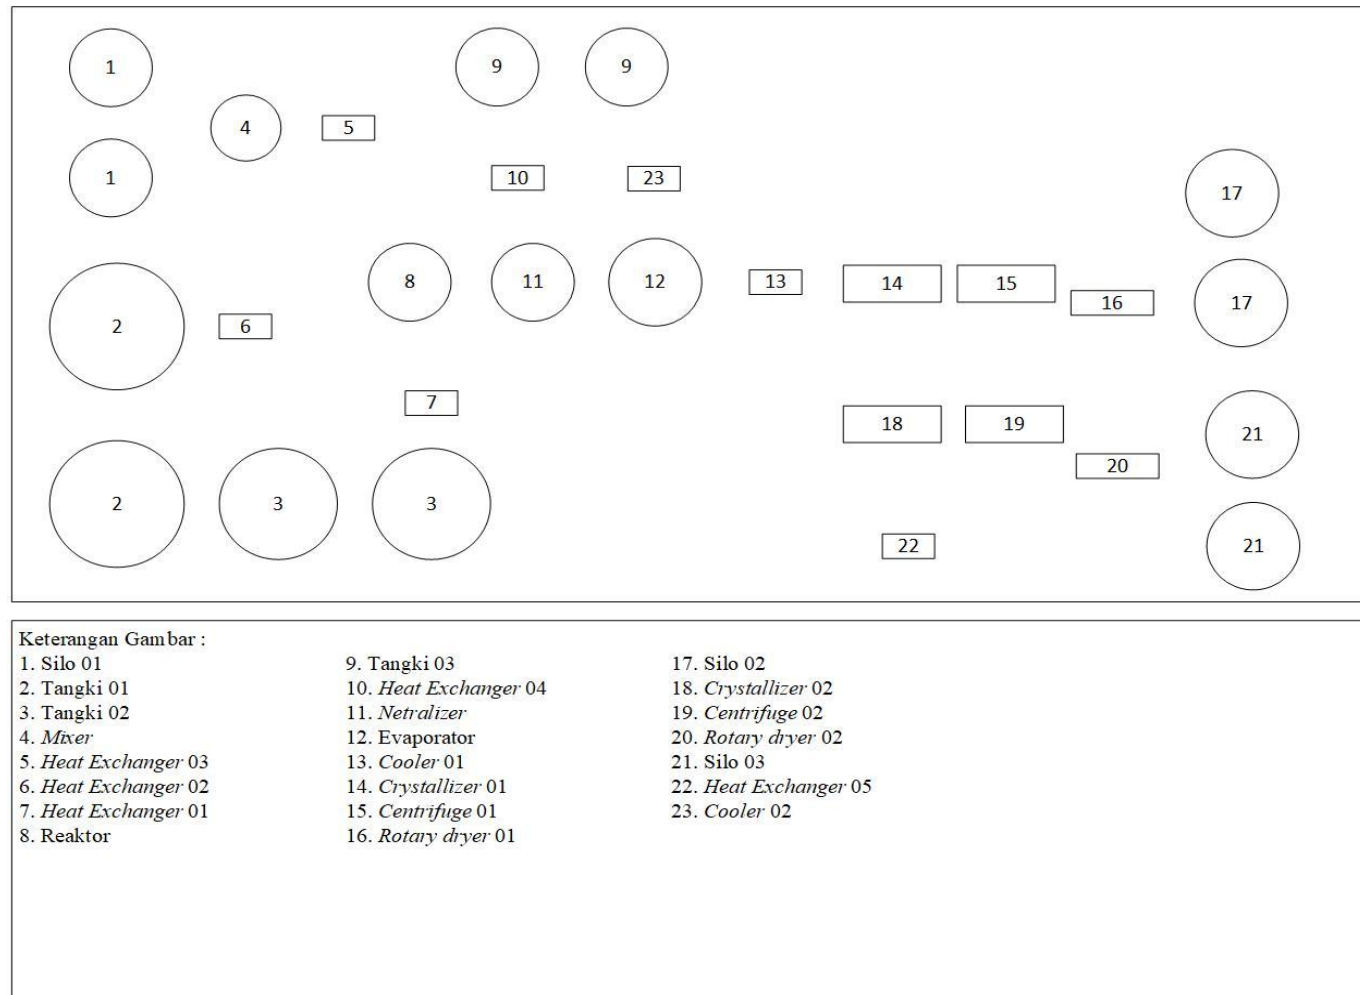 1
9
9
4
5
1
10
23
17
8
11
12
13
14
15
16
17
2
6
7
18
19
20
21
2
3
3
22
21
Keterangan Gambar :
1. Silo 01
2. Tangki 01
3. Tangki 02
4. Mixer
5. Heat Exchanger 03
6. Heat Exchanger 02
7. Heat Exchanger 01
8. Reaktor
9. Tangki 03
10. Heat Exchanger 04
11. Netralizer
12. Evaporator
13. Cooler 01
14. Crystallizer 01
15. Centrifuge 01
16. Rotary dryer 01
17. Silo 02
18. Crystallizer 02
19. Centrifuge 02
20. Rotary dryer 02
21. Silo 03
22. Heat Exchanger 05
23. Cooler 02